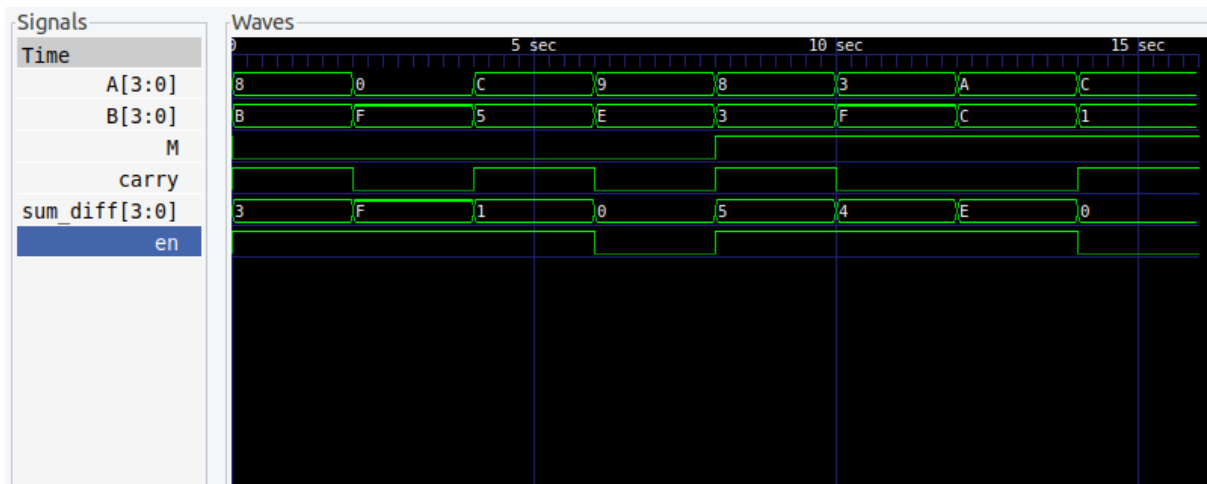 Signals Waves
Time 0 5 sec 10 sec 15 sec
A[3:0] 8 0 C 9 8 3 A C
B[3:0] B F 5 E 3 F C 1
M
carry
sum_diff[3:0] 3 F 1 0 5 4 E 0
en